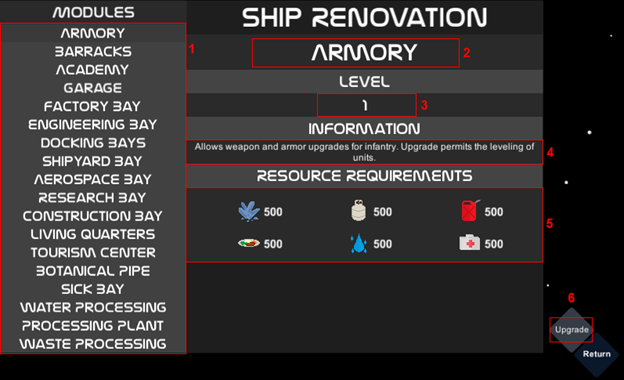 MODULES
ARMORY
BARRACKS
ACADEMY
GARAGE
FACTORY BAY
ENGINEERING BAY
DOCKING BAYS
SHIPYARD BAY
AEROSPACE BAY
RESEARCH BAY
CONSTRUCTION BAY
LIVING QUARTERS
TOURISM CENTER
BOTANICAL PIPE
SICK BAY
WATER PROCESSING
PROCESSING PLANT
WASTE PROCESSING
1
SHIP RENOVATION
ARMORY
2
LEVEL
1
3
INFORMATION
Allows weapon and armor upgrades for infantry. Upgrade permits the leveling of
units.
4
RESOURCE REQUIREMENTS
500 500 500
500 500 500
5
6
Upgrade
Return